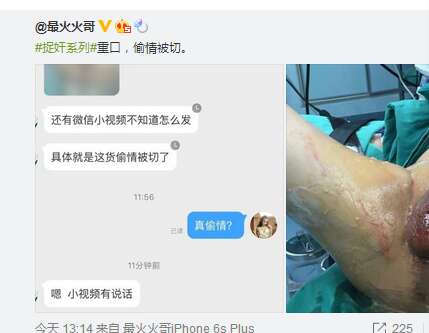 @最火火哥
#捉奸系列#重口，偷情被切。
还有微信小视频不知道怎么发
具体就是这货偷情被切了
11:56
已读 真偷情?
11分钟前
嗯 小视频有说话
今天 13:14 来自 最火火哥iPhone 6s Plus 225